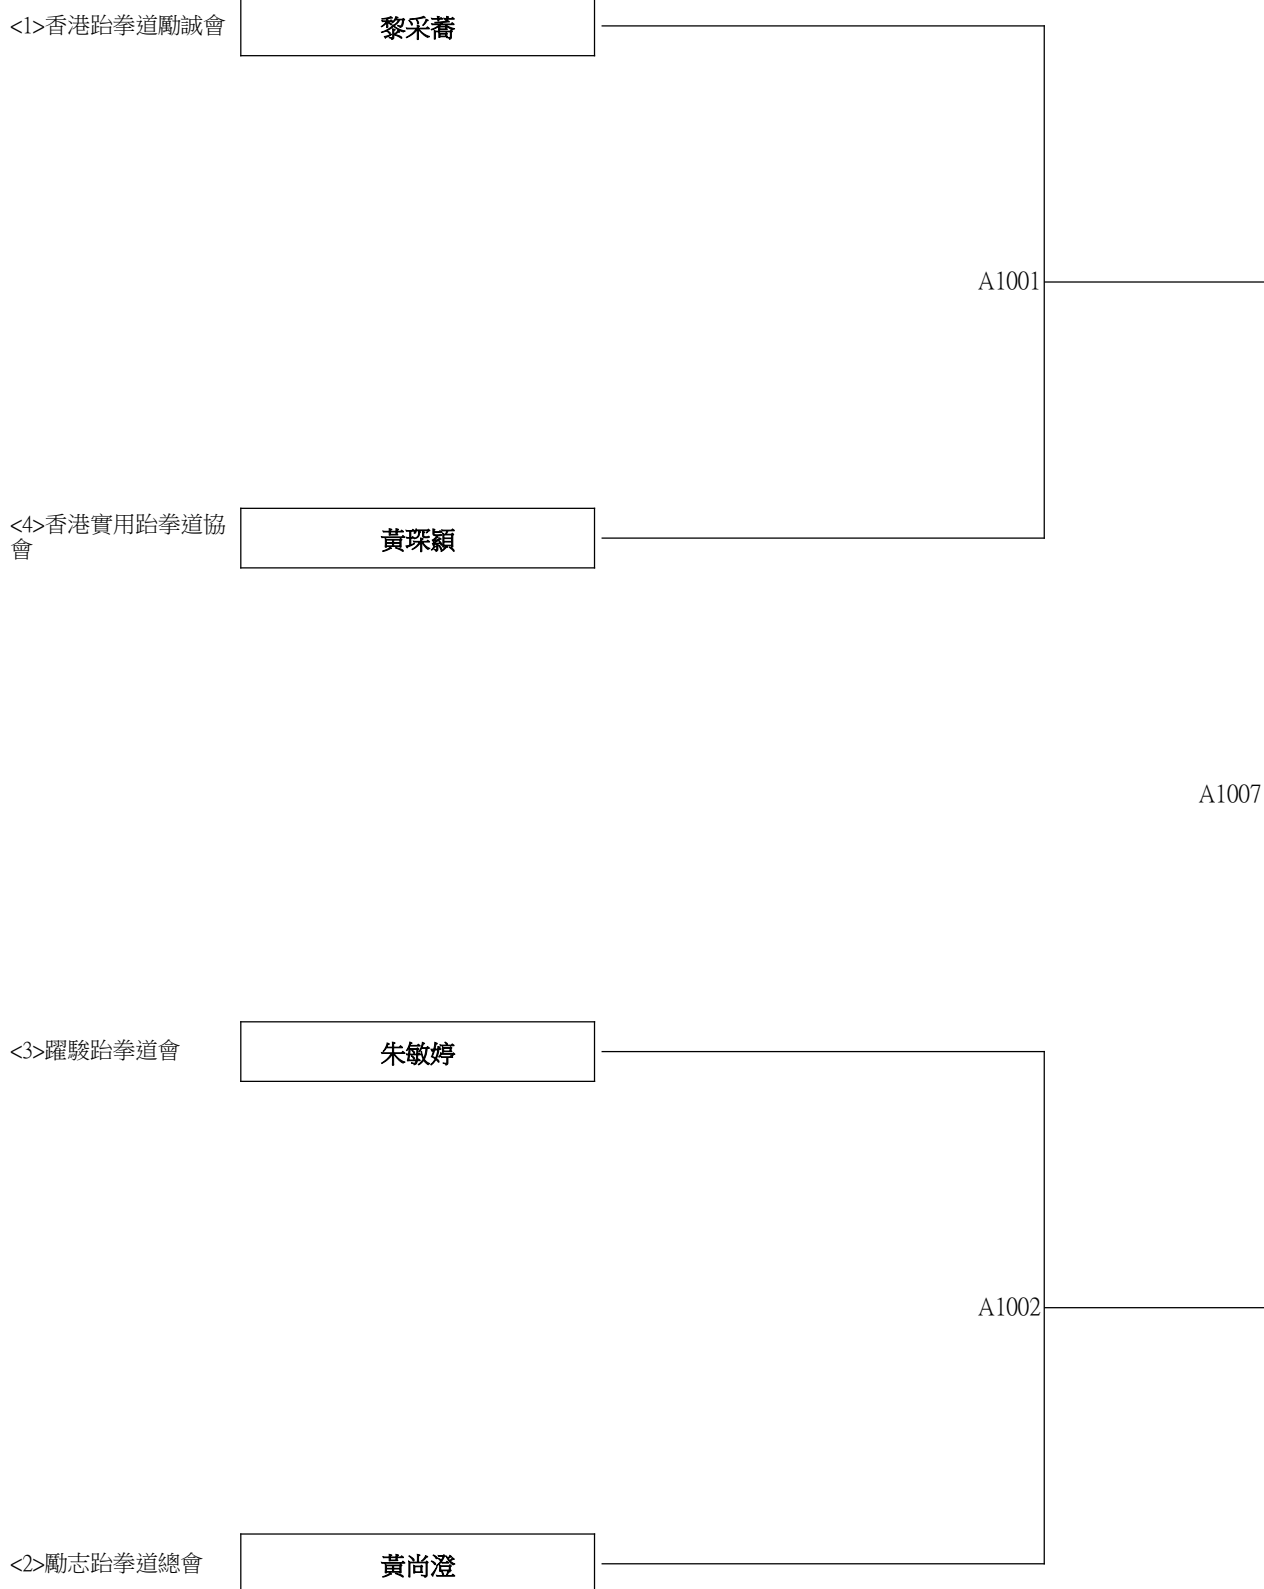 <1>香港跆拳道勵誠會
黎采蕎
A1001
<4>香港實用跆拳道協
會
黃琛顥
A1007
<3>躍駿跆拳道會
朱敏婷
A1002
<2>勵志跆拳道總會
黃尚澄